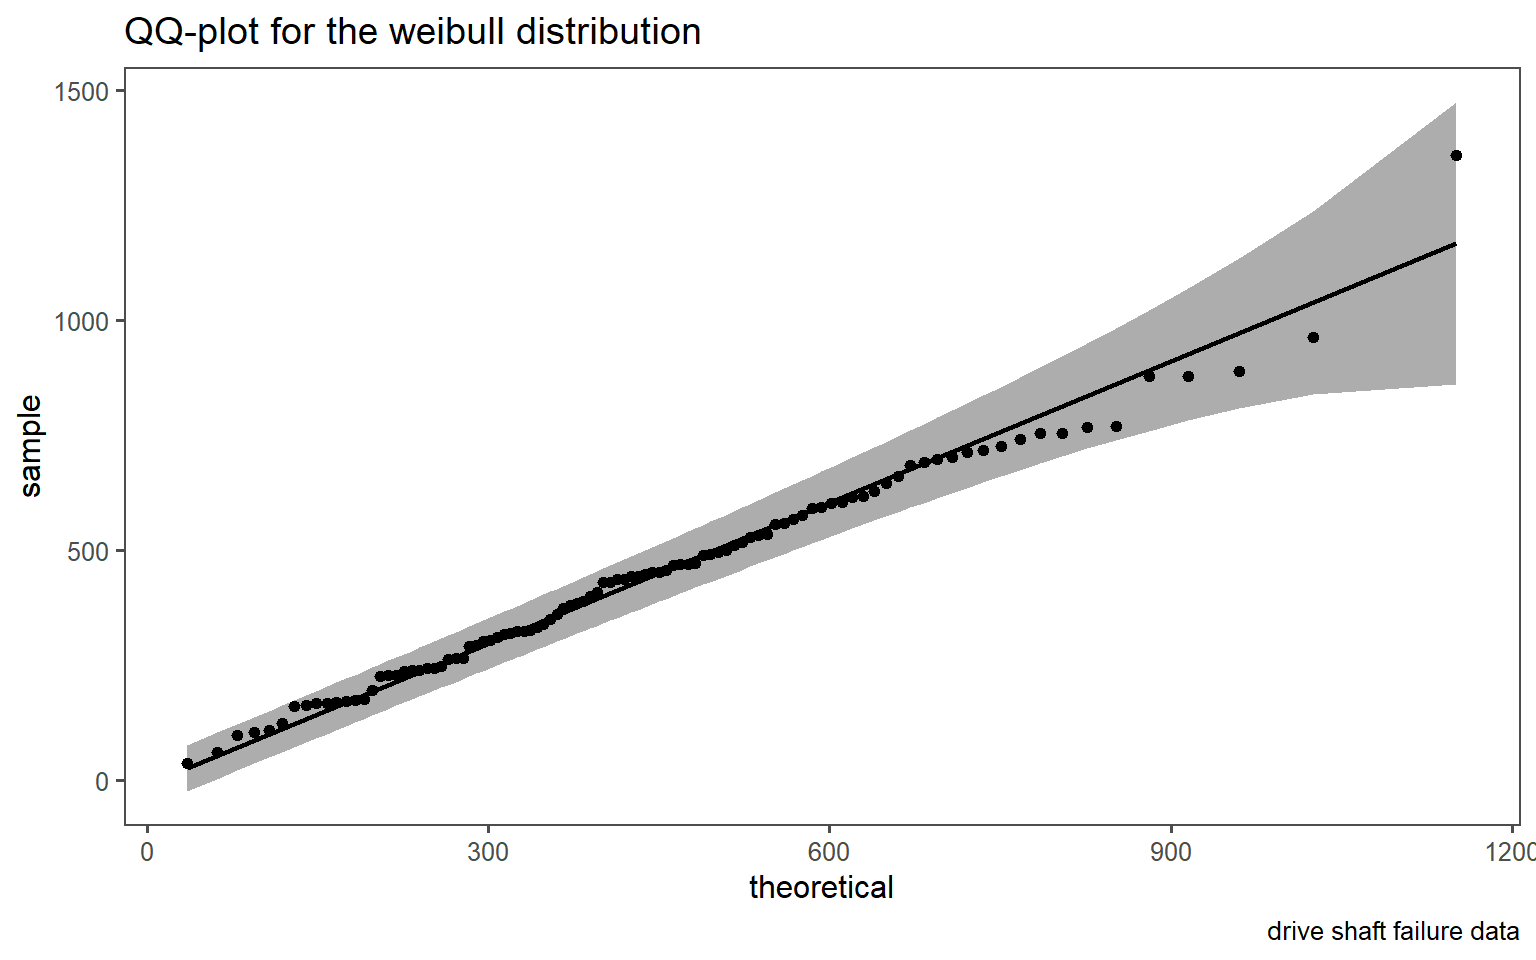 QQ-plot for the weibull distribution
sample
1500
1000
500
0
0 300 600 900 1200
theoretical
drive shaft failure data